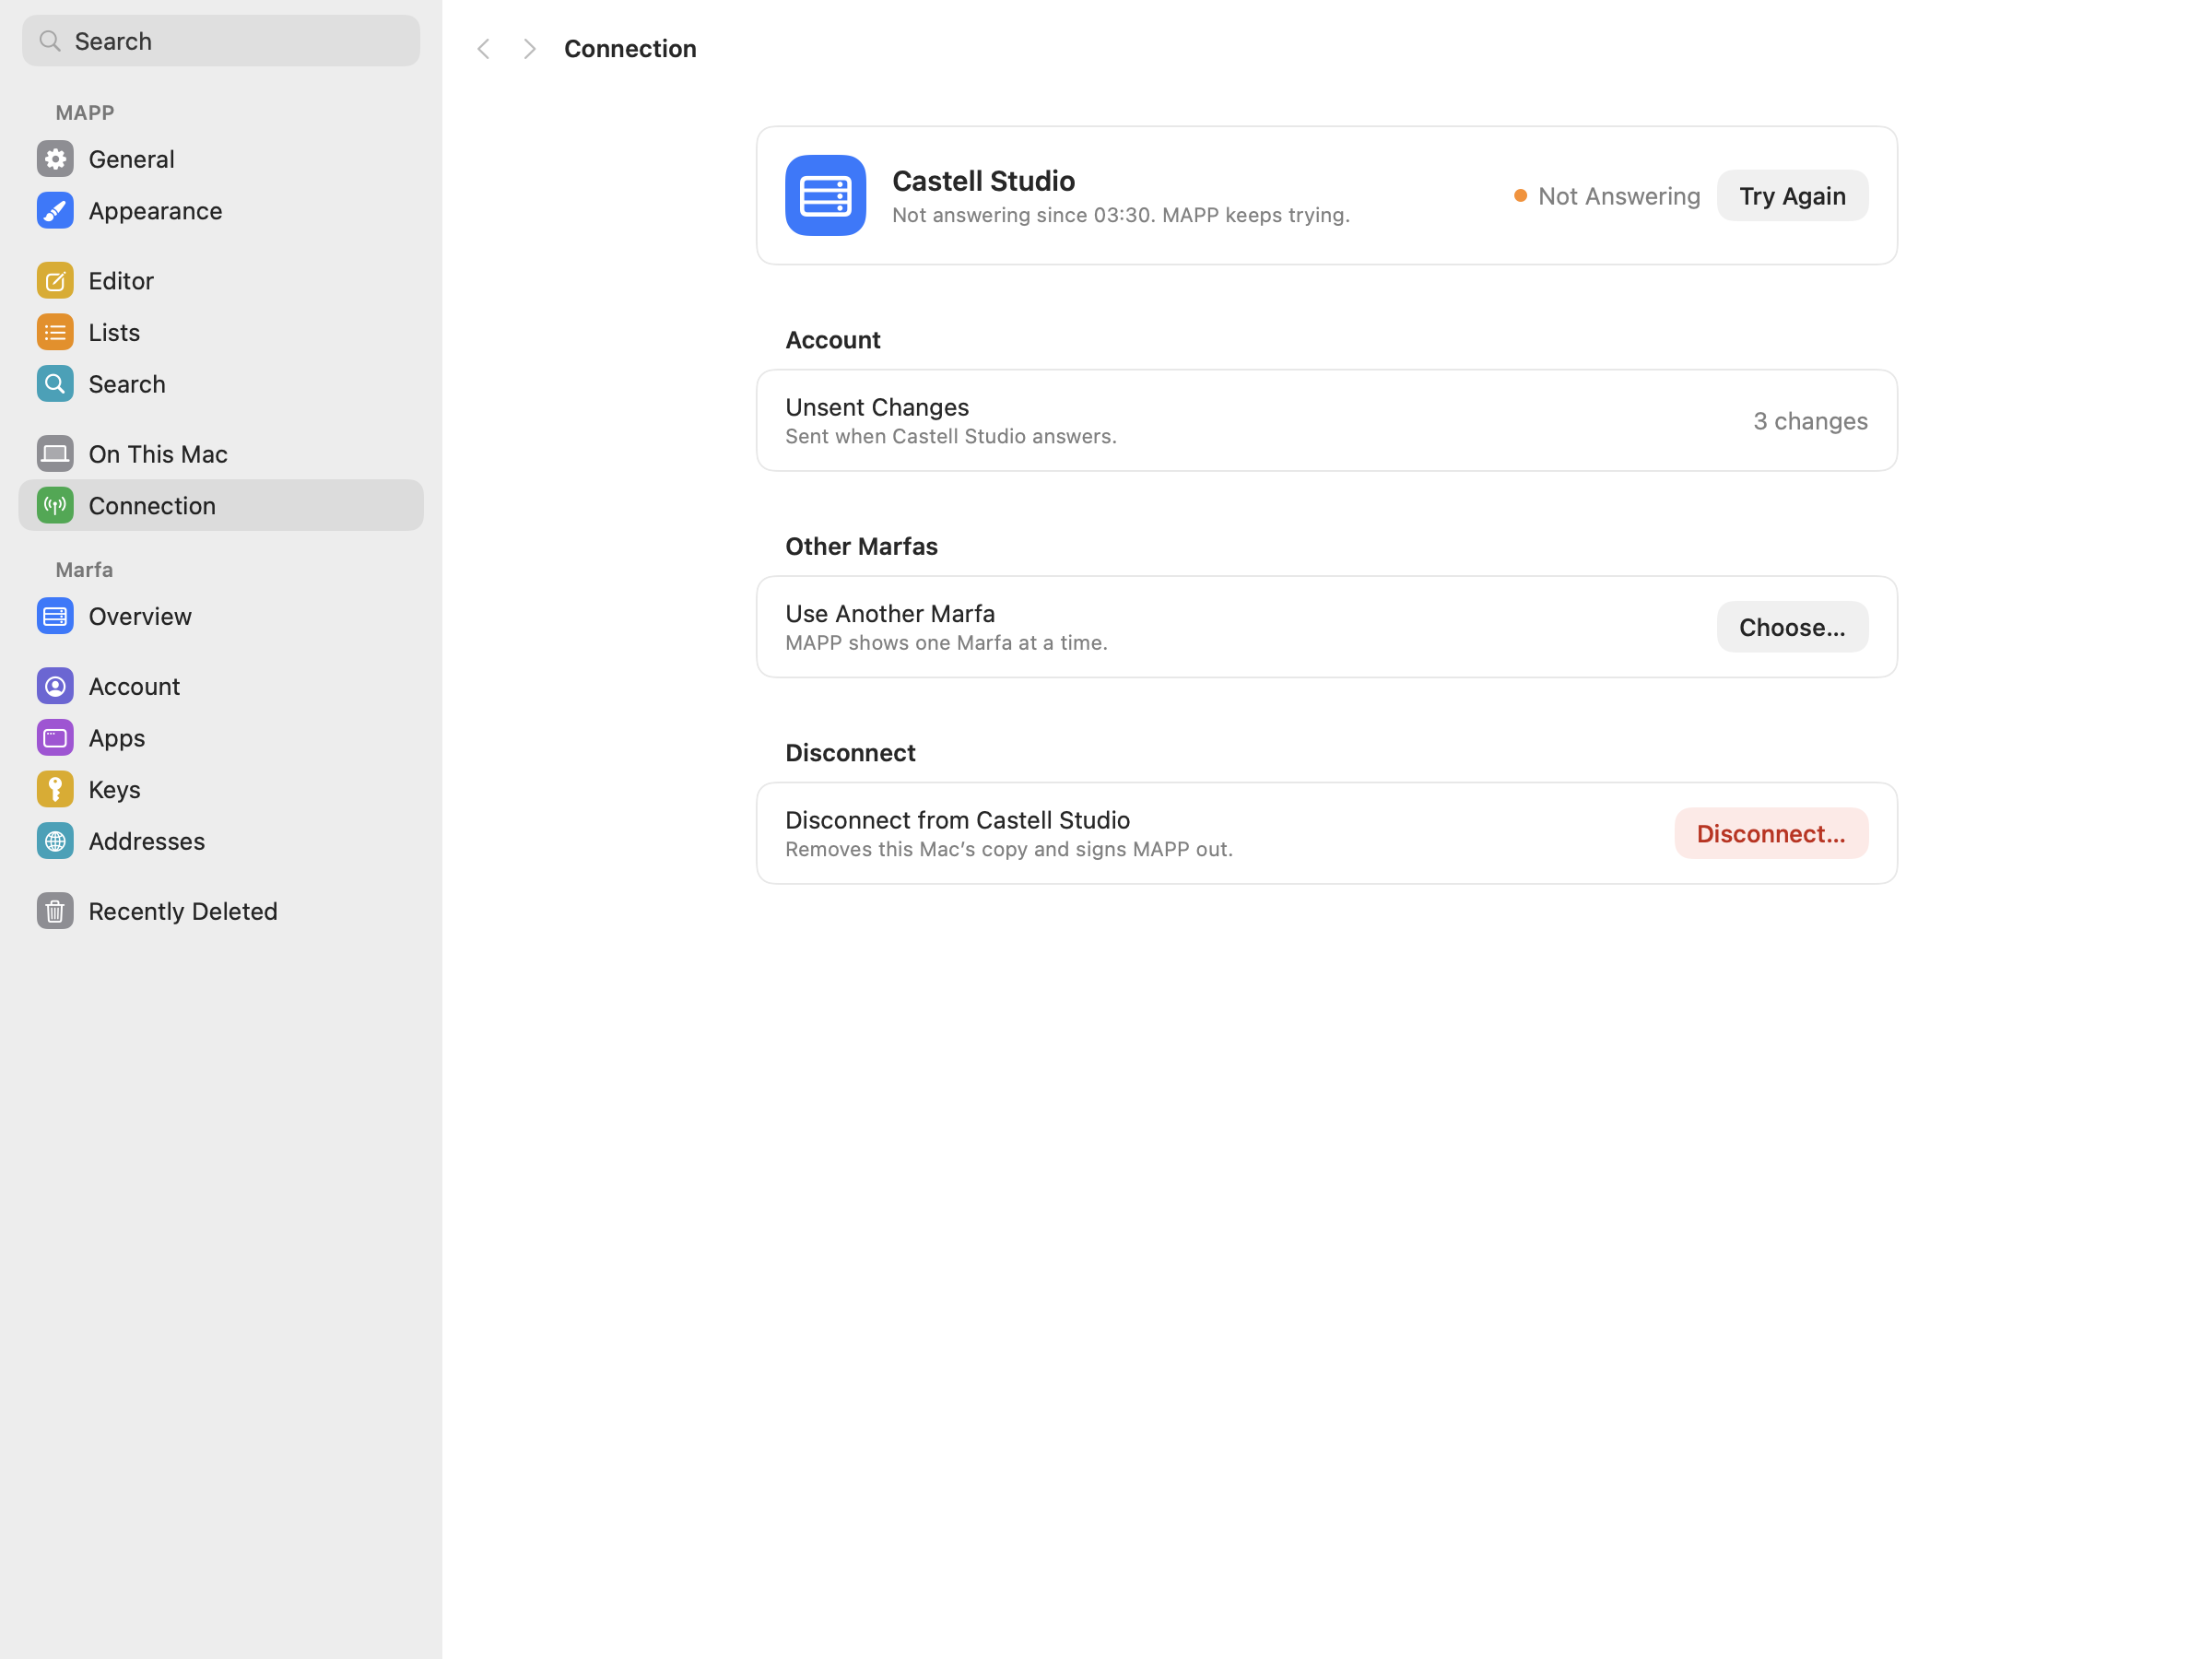 Search
MAPP
General
Appearance
Editor
Lists
Search
On This Mac
Connection
Marfa
Overview
Account
Apps
Keys
Addresses
Recently Deleted
Connection
Castell Studio
Not answering since 03:30. MAPP keeps trying.
Not Answering
Try Again
Account
Unsent Changes
Sent when Castell Studio answers.
3 changes
Other Marfas
Use Another Marfa
MAPP shows one Marfa at a time.
Choose...
Disconnect
Disconnect from Castell Studio
Removes this Mac’s copy and signs MAPP out.
Disconnect...